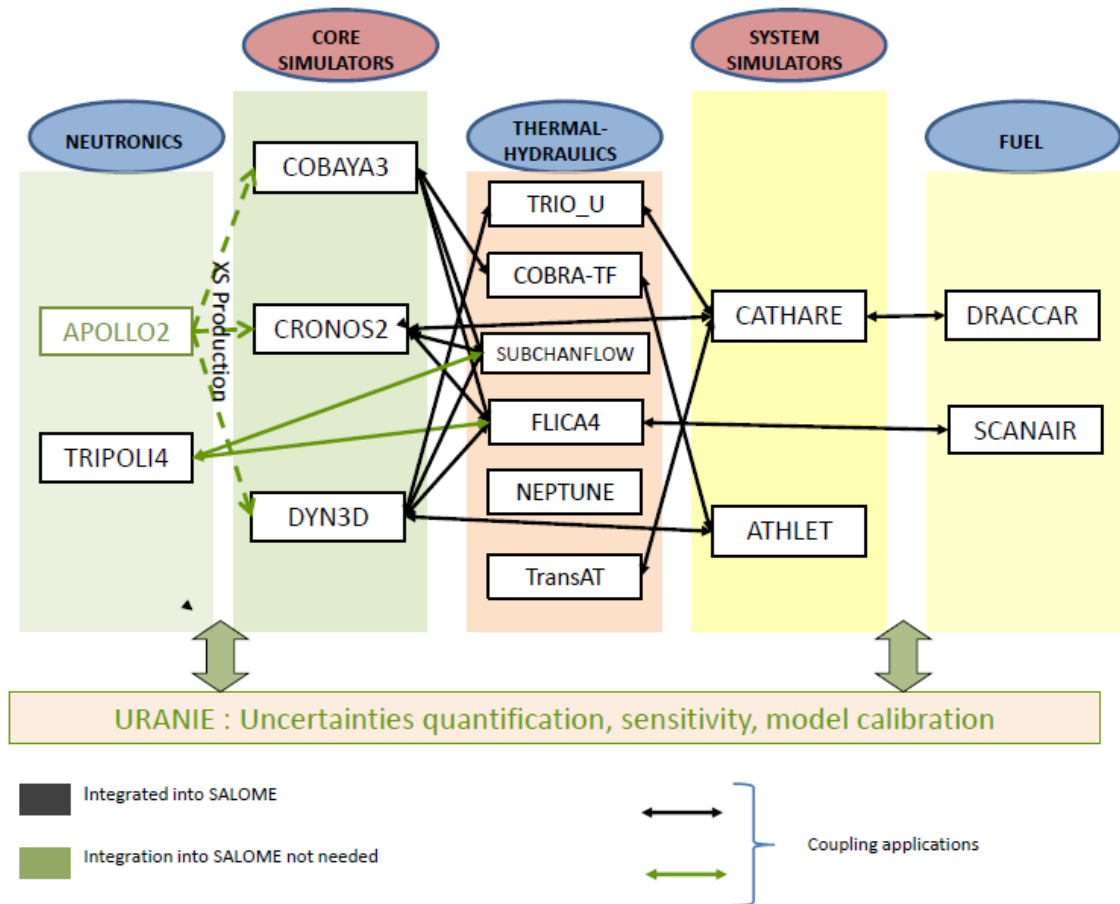 CORE
SIMULATORS
SYSTEM
SIMULATORS
NEUTRONICS
THERMAL-
HYDRAULICS
FUEL
COBAYA3
TRIO_U
COBRA-TF
XS Production
APOLLO2
CRONOS2
CATHARE
DRACCAR
SUBCHANFLOW
FLICA4
SCANAIR
TRIPOLI4
NEPTUNE
DYN3D
ATHLET
TransAT
URANIE : Uncertainties quantification, sensitivity, model calibration
Integrated into SALOME
Integration into SALOME not needed
Coupling applications